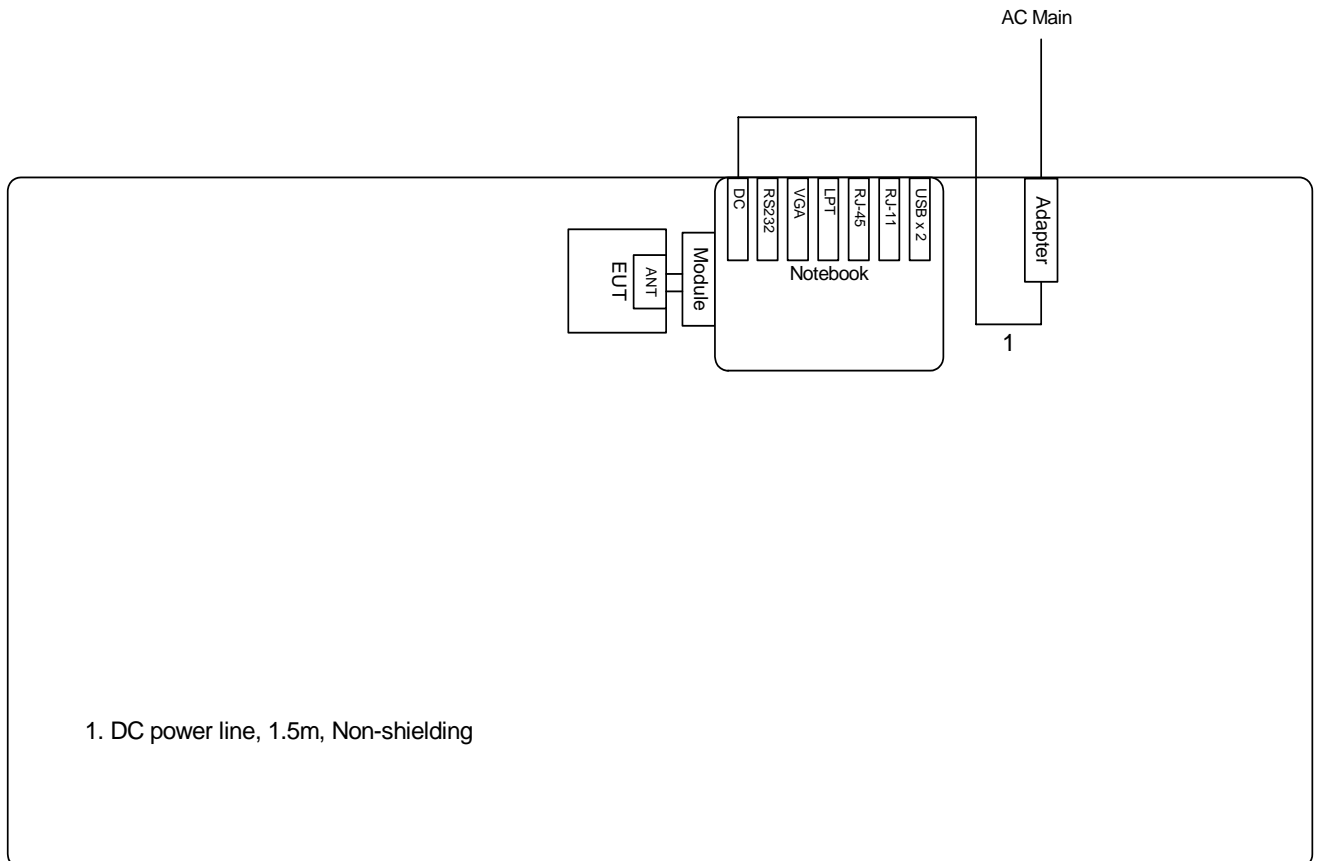 AC Main
DC
RS232
VGA
LPT
RJ-45
RJ-11
USB x 2
Adapter
Notebook
Module
ANT
EUT
1
1. DC power line, 1.5m, Non-shielding